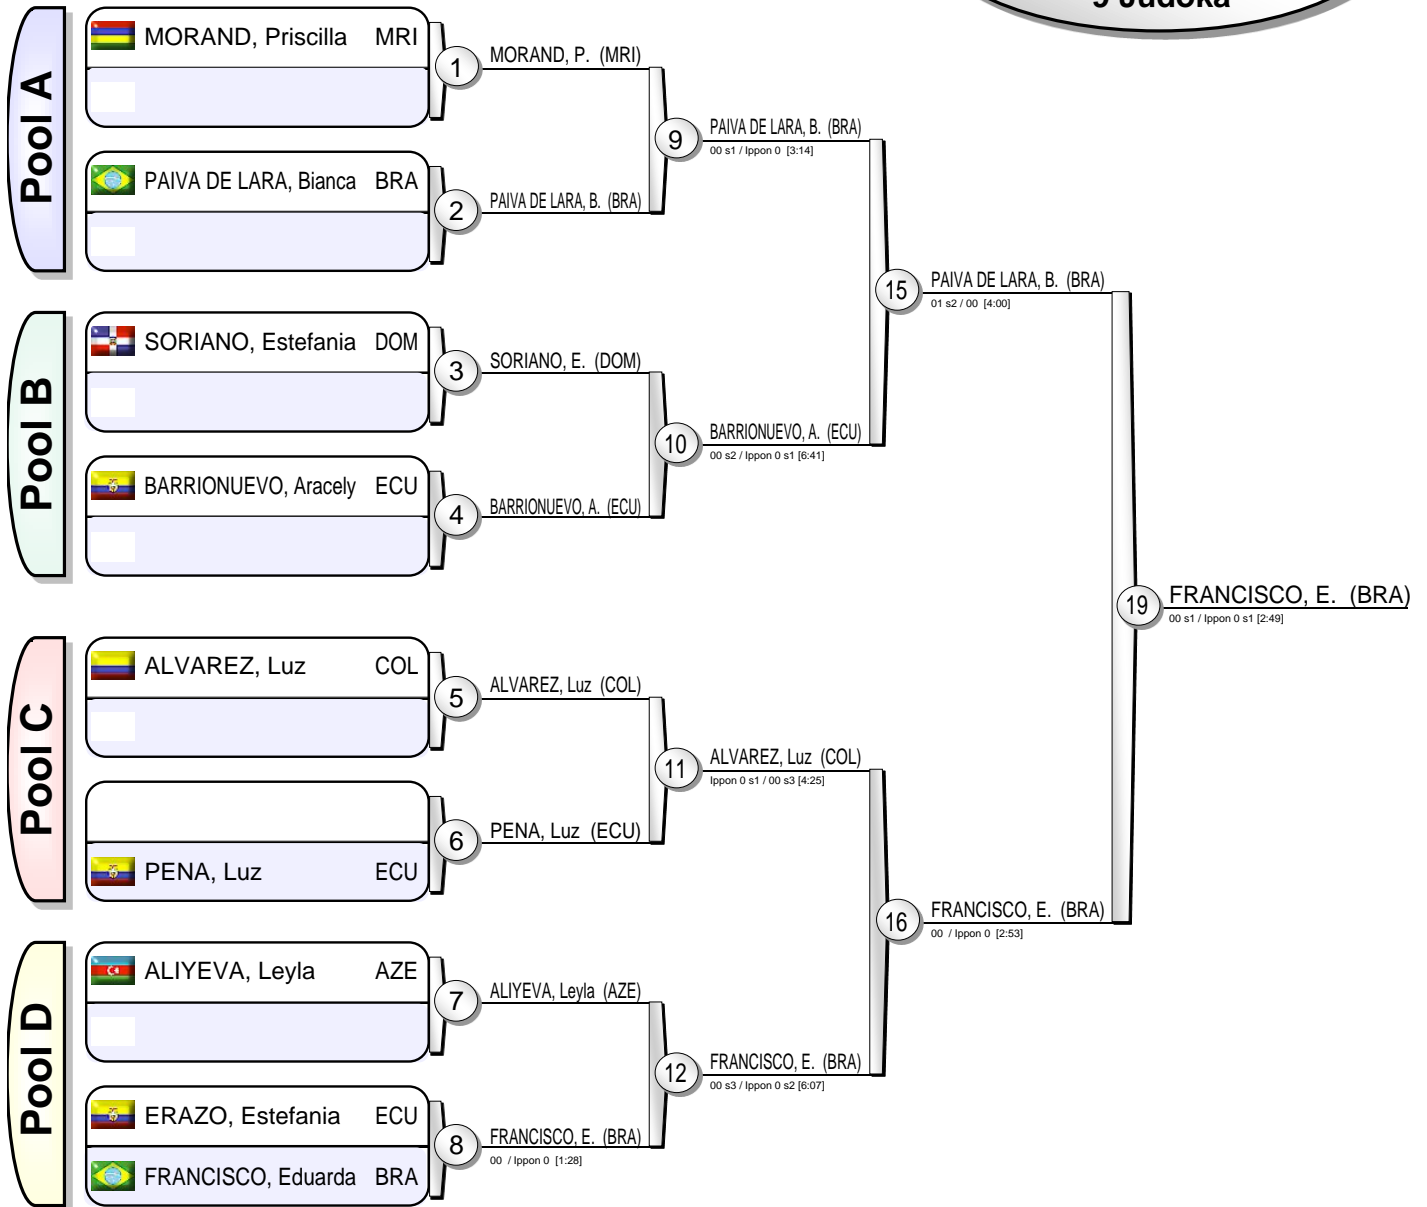 9 Judoka
Pool A
MORAND, Priscilla MRI
1
MORAND, P. (MRI)
PAIVA DE LARA, Bianca BRA
2
PAIVA DE LARA, B. (BRA)
9
PAIVA DE LARA, B. (BRA)
00 s1 / Ippon 0 [3:14]
Pool B
SORIANO, Estefania DOM
3
SORIANO, E. (DOM)
BARRIONUEVO, Aracely ECU
4
BARRIONUEVO, A. (ECU)
10
BARRIONUEVO, A. (ECU)
00 s2 / Ippon 0 s1 [6:41]
15
PAIVA DE LARA, B. (BRA)
01 s2 / 00 [4:00]
Pool C
ALVAREZ, Luz COL
5
ALVAREZ, Luz (COL)
PENA, Luz ECU
6
PENA, Luz (ECU)
11
ALVAREZ, Luz (COL)
Ippon 0 s1 / 00 s3 [4:25]
Pool D
ALIYEVA, Leyla AZE
7
ALIYEVA, Leyla (AZE)
ERAZO, Estefania ECU
FRANCISCO, Eduarda BRA
8
FRANCISCO, E. (BRA)
00 / Ippon 0 [1:28]
12
FRANCISCO, E. (BRA)
00 s3 / Ippon 0 s2 [6:07]
16
FRANCISCO, E. (BRA)
00 / Ippon 0 [2:53]
19
FRANCISCO, E. (BRA)
00 s1 / Ippon 0 s1 [2:49]